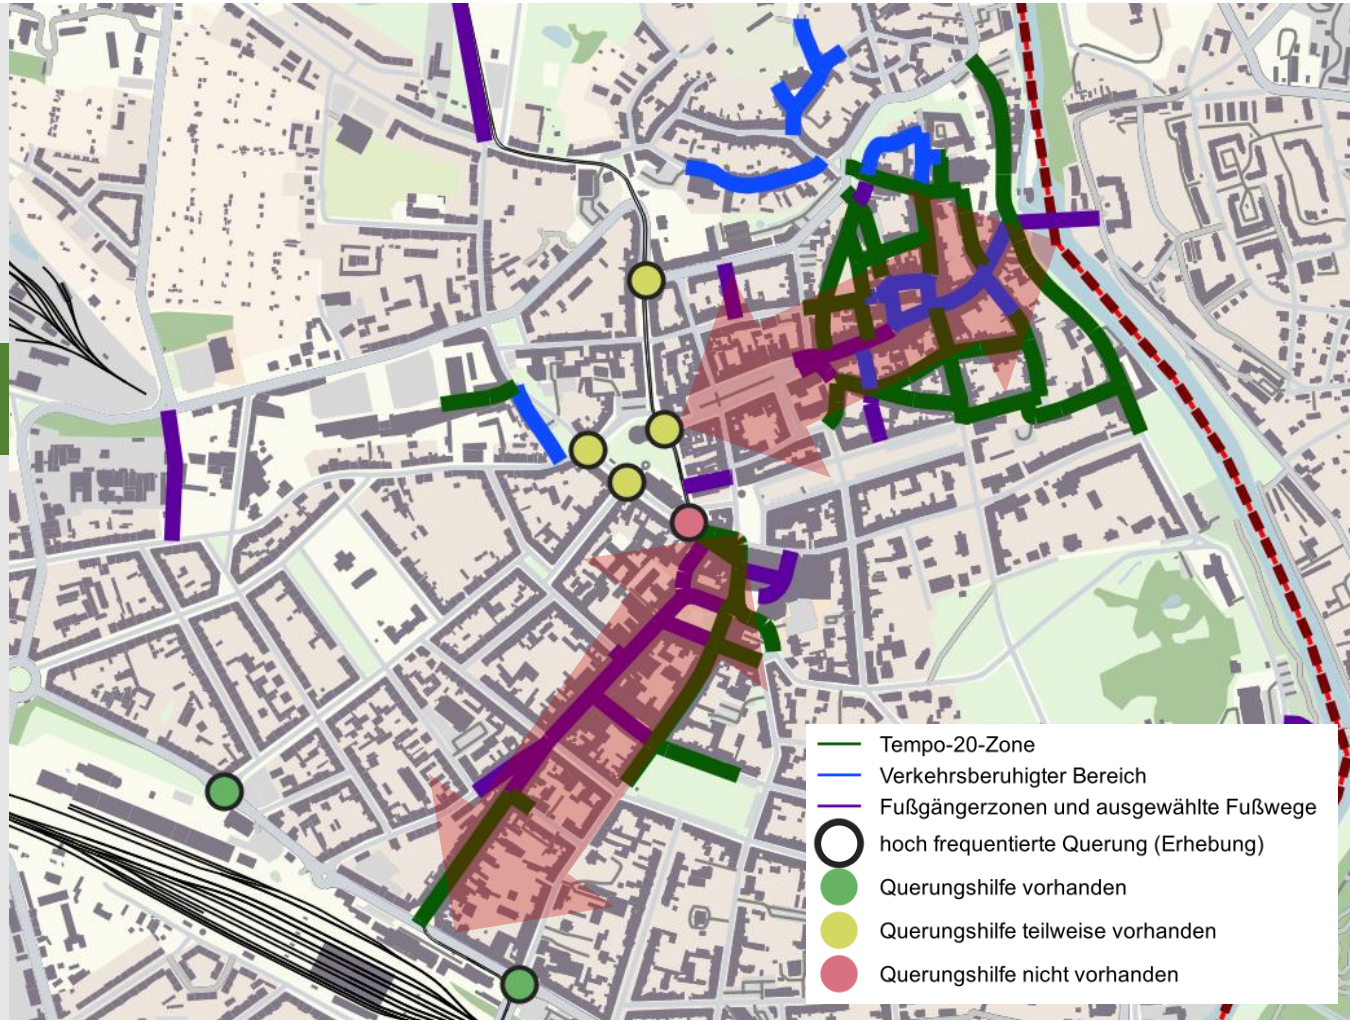 Tempo-20-Zone
Verkehrsberuhigter Bereich
Fußgängerzonen und ausgewählte Fußwege
hoch frequentierte Querung (Erhebung)
Querungshilfe vorhanden
Querungshilfe teilweise vorhanden
Querungshilfe nicht vorhanden